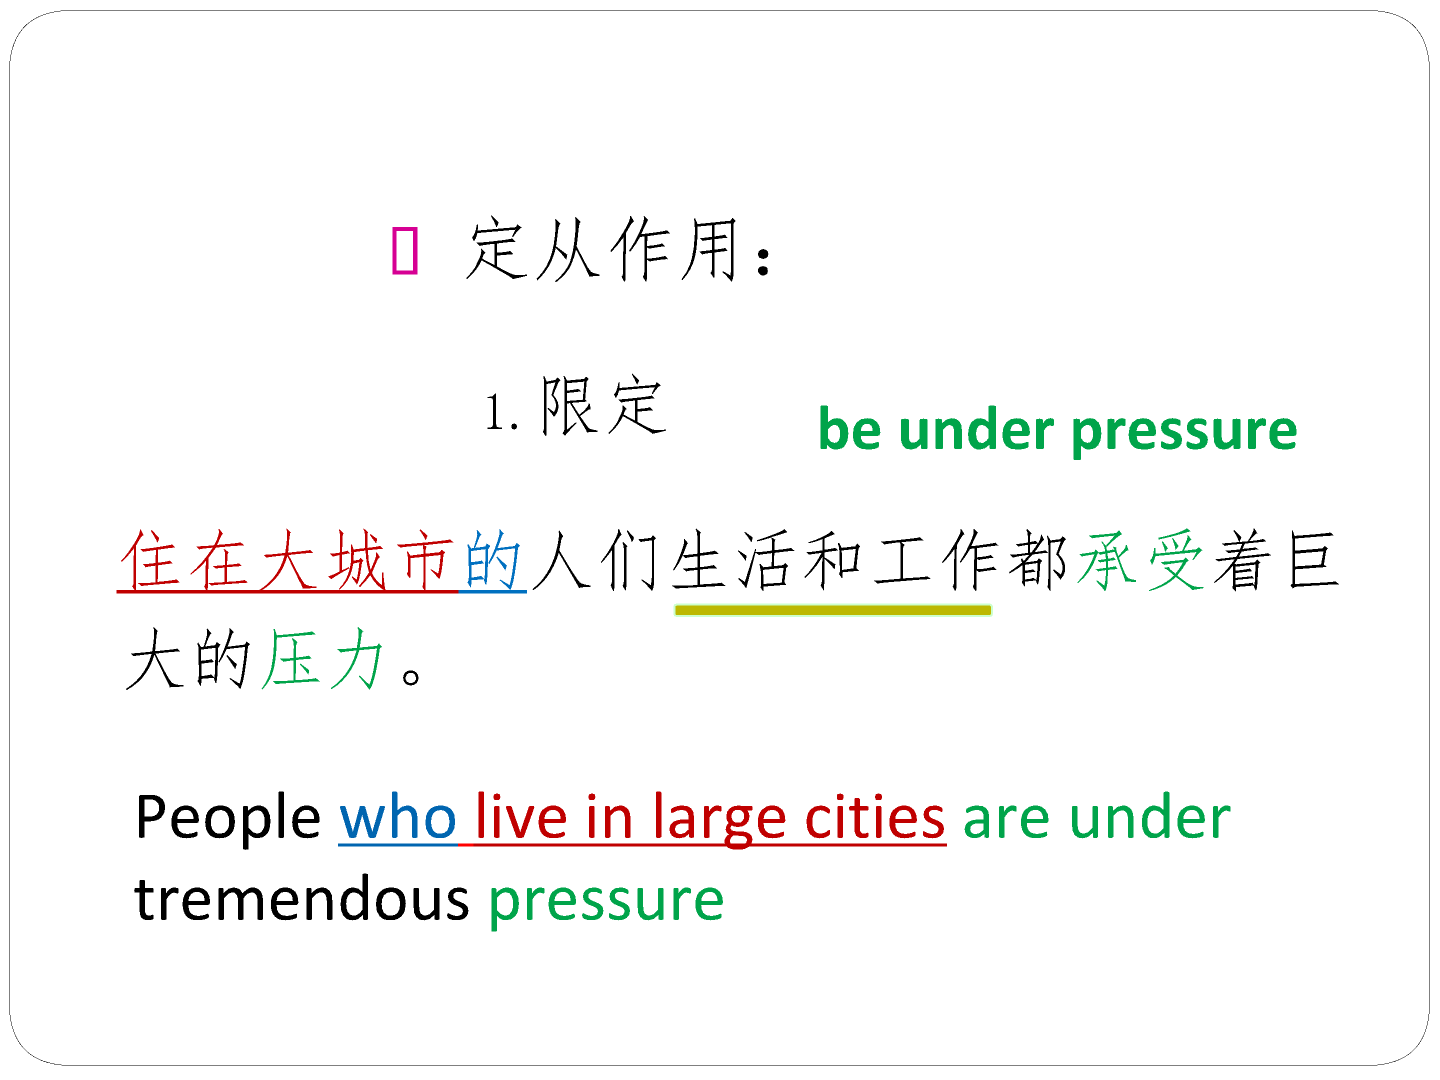 定从作用：
1.限定
be under pressure
住在大城市的人们生活和工作都承受着巨
大的压力。
People who live in large cities are under
tremendous pressure